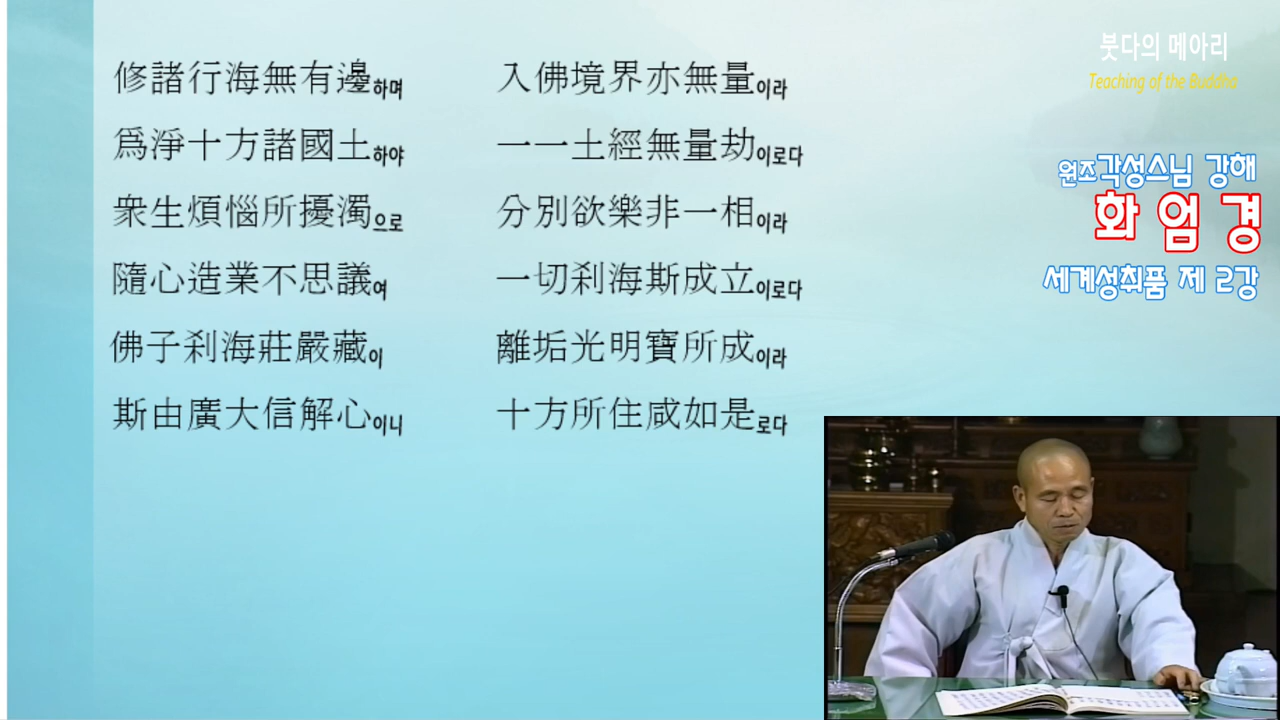 修諸行海無有邊하며 入佛境界亦無量이라
爲淨十方諸國土하야 一一土經無量劫이로다
衆生煩惱所擾濁으로 分別欲樂非一相이라
隨心造業不思議여 一切刹海斯成立이로다
佛子刹海莊嚴藏이 離垢光明寶所成이라
斯由廣大信解心이니 十方所住咸如是로다
붓다의 메아리
Teaching of the Buddha
원조각성스님 강해
화엄경
세계성취품 제 2강